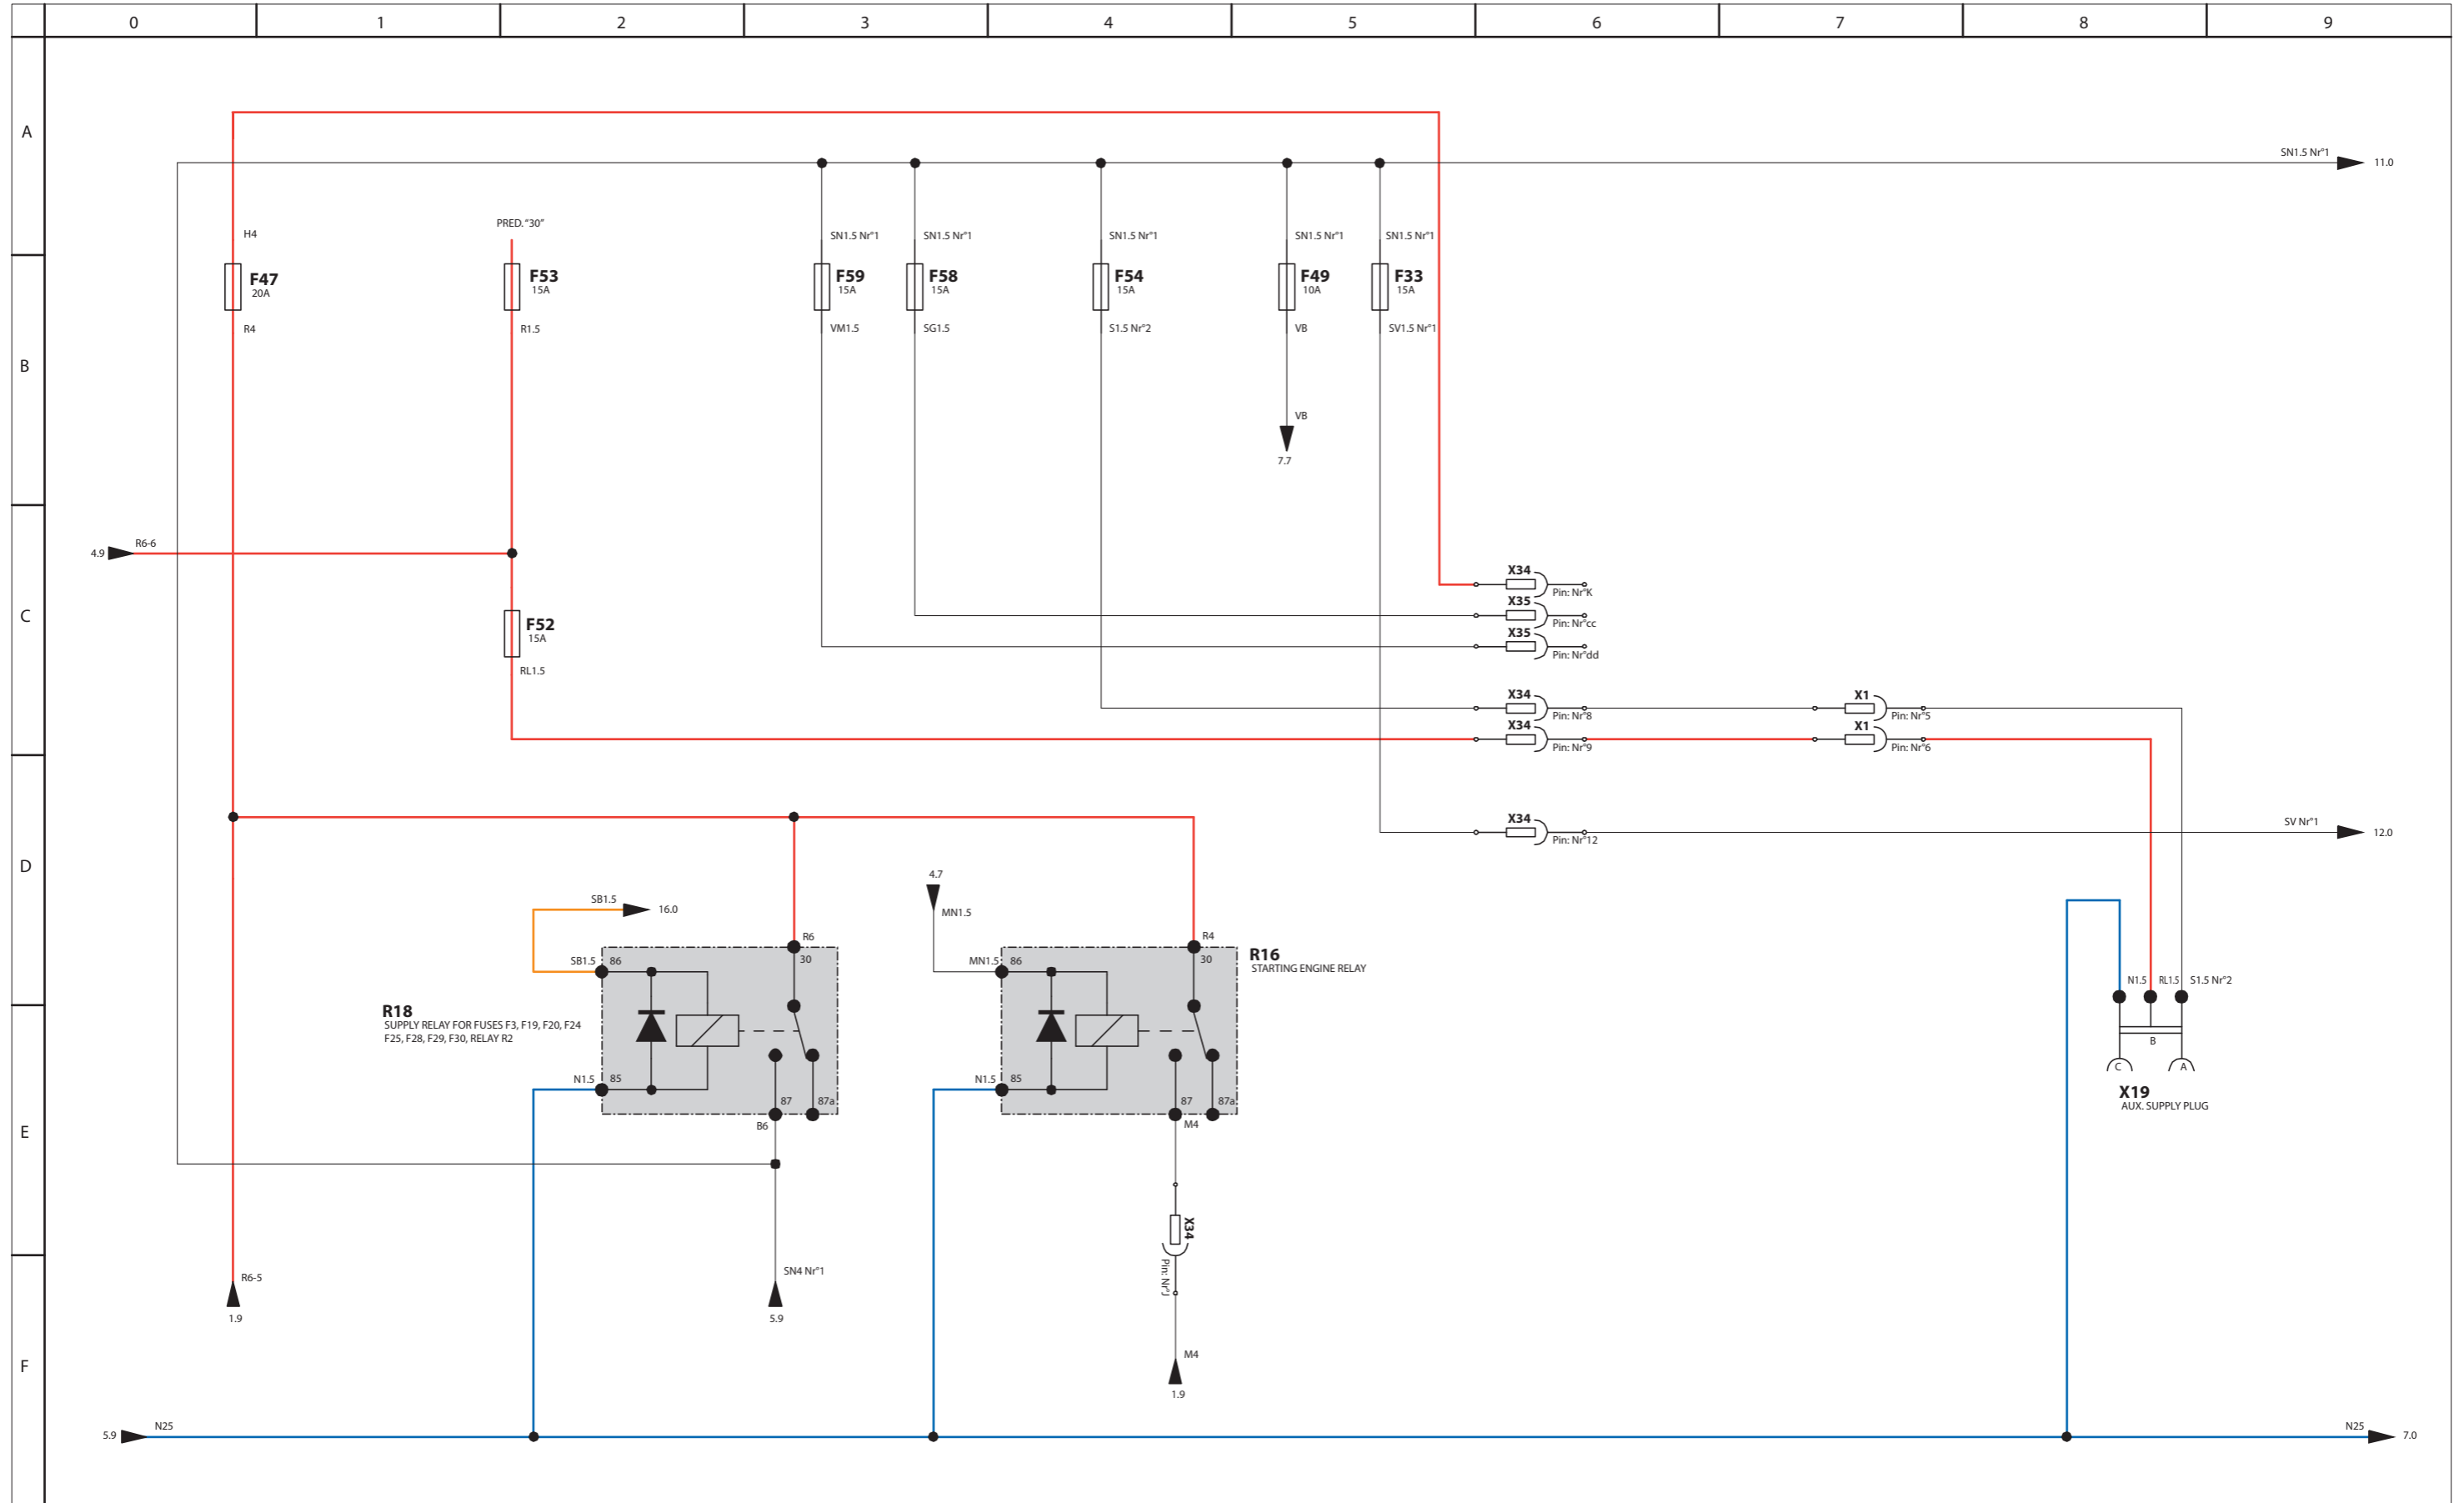 0 1 2 3 4 5 6 7 8 9
A
SN1.5 Nr°1
11.0
PRED. “30”
H4
SN1.5 Nr°1
SN1.5 Nr°1
SN1.5 Nr°1
SN1.5 Nr°1
SN1.5 Nr°1
F47
20A
F53
15A
F59
15A
F58
15A
F54
15A
F49
10A
F33
15A
R4
R1.5
VM1.5
SG1.5
S1.5 Nr°2
VB
SV1.5 Nr°1
B
VB
7.7
4.9
R6-6
X34
Pin: Nr°K
C
X35
Pin: Nr°cc
F52
15A
X35
Pin: Nr°dd
RL1.5
X34
Pin: Nr°8
X1
Pin: Nr°5
X34
Pin: Nr°9
X1
Pin: Nr°6
X34
Pin: Nr°12
SV Nr°1
12.0
D
4.7
MN1.5
SB1.5
16.0
R6
30
SB1.5
86
R4
30
MN1.5
86
R16
STARTING ENGINE RELAY
N1.5
RL1.5
S1.5 Nr°2
R18
SUPPLY RELAY FOR FUSES F3, F19, F20, F24
F25, F28, F29, F30, RELAY R2
B
C
A
N1.5
85
87
87a
B6
N1.5
85
87
87a
M4
X19
AUX. SUPPLY PLUG
E
X34
Pin: Nr°J
R6-5
1.9
SN4 Nr°1
5.9
F
M4
1.9
5.9
N25
N25
7.0